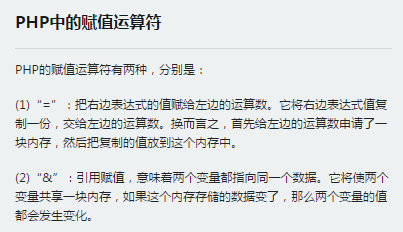 PHP中的赋值运算符
PHP的赋值运算符有两种，分别是：
(1)“=”：把右边表达式的值赋给左边的运算数。它将右边表达式值复
制一份，交给左边的运算数。换而言之，首先给左边的运算数申请了一
块内存，然后把复制的值放到这个内存中。
(2)“&”：引用赋值，意味着两个变量都指向同一个数据。它将使两个
变量共享一块内存，如果这个内存存储的数据变了，那么两个变量的值
都会发生变化。